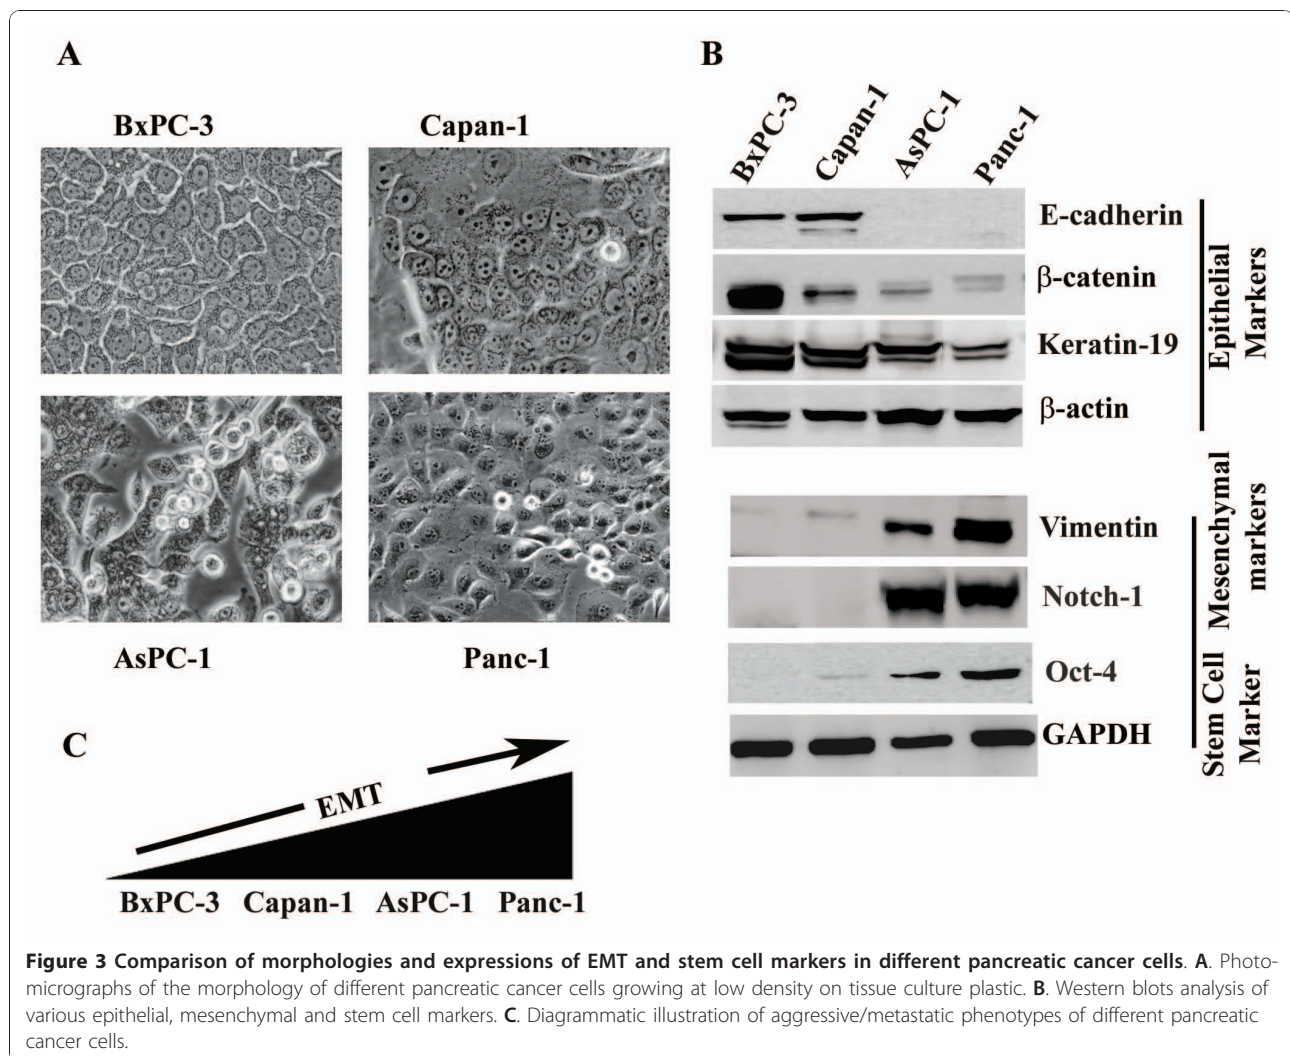 A
BxPC-3
Capan-1
AsPC-1
Panc-1
B
BxPC-3
Capan-1
AsPC-1
Panc-1
E-cadherin
β-catenin
Keratin-19
β-actin
Epithelial
Markers
Vimentin
Notch-1
Oct-4
GAPDH
Mesenchymal
markers
Stem Cell
Marker
C
EMT
BxPC-3 Capan-1 AsPC-1 Panc-1
Figure 3 Comparison of morphologies and expressions of EMT and stem cell markers in different pancreatic cancer cells. A. Photo-
micrographs of the morphology of different pancreatic cancer cells growing at low density on tissue culture plastic. B. Western blots analysis of
various epithelial, mesenchymal and stem cell markers. C. Diagrammatic illustration of aggressive/metastatic phenotypes of different pancreatic
cancer cells.